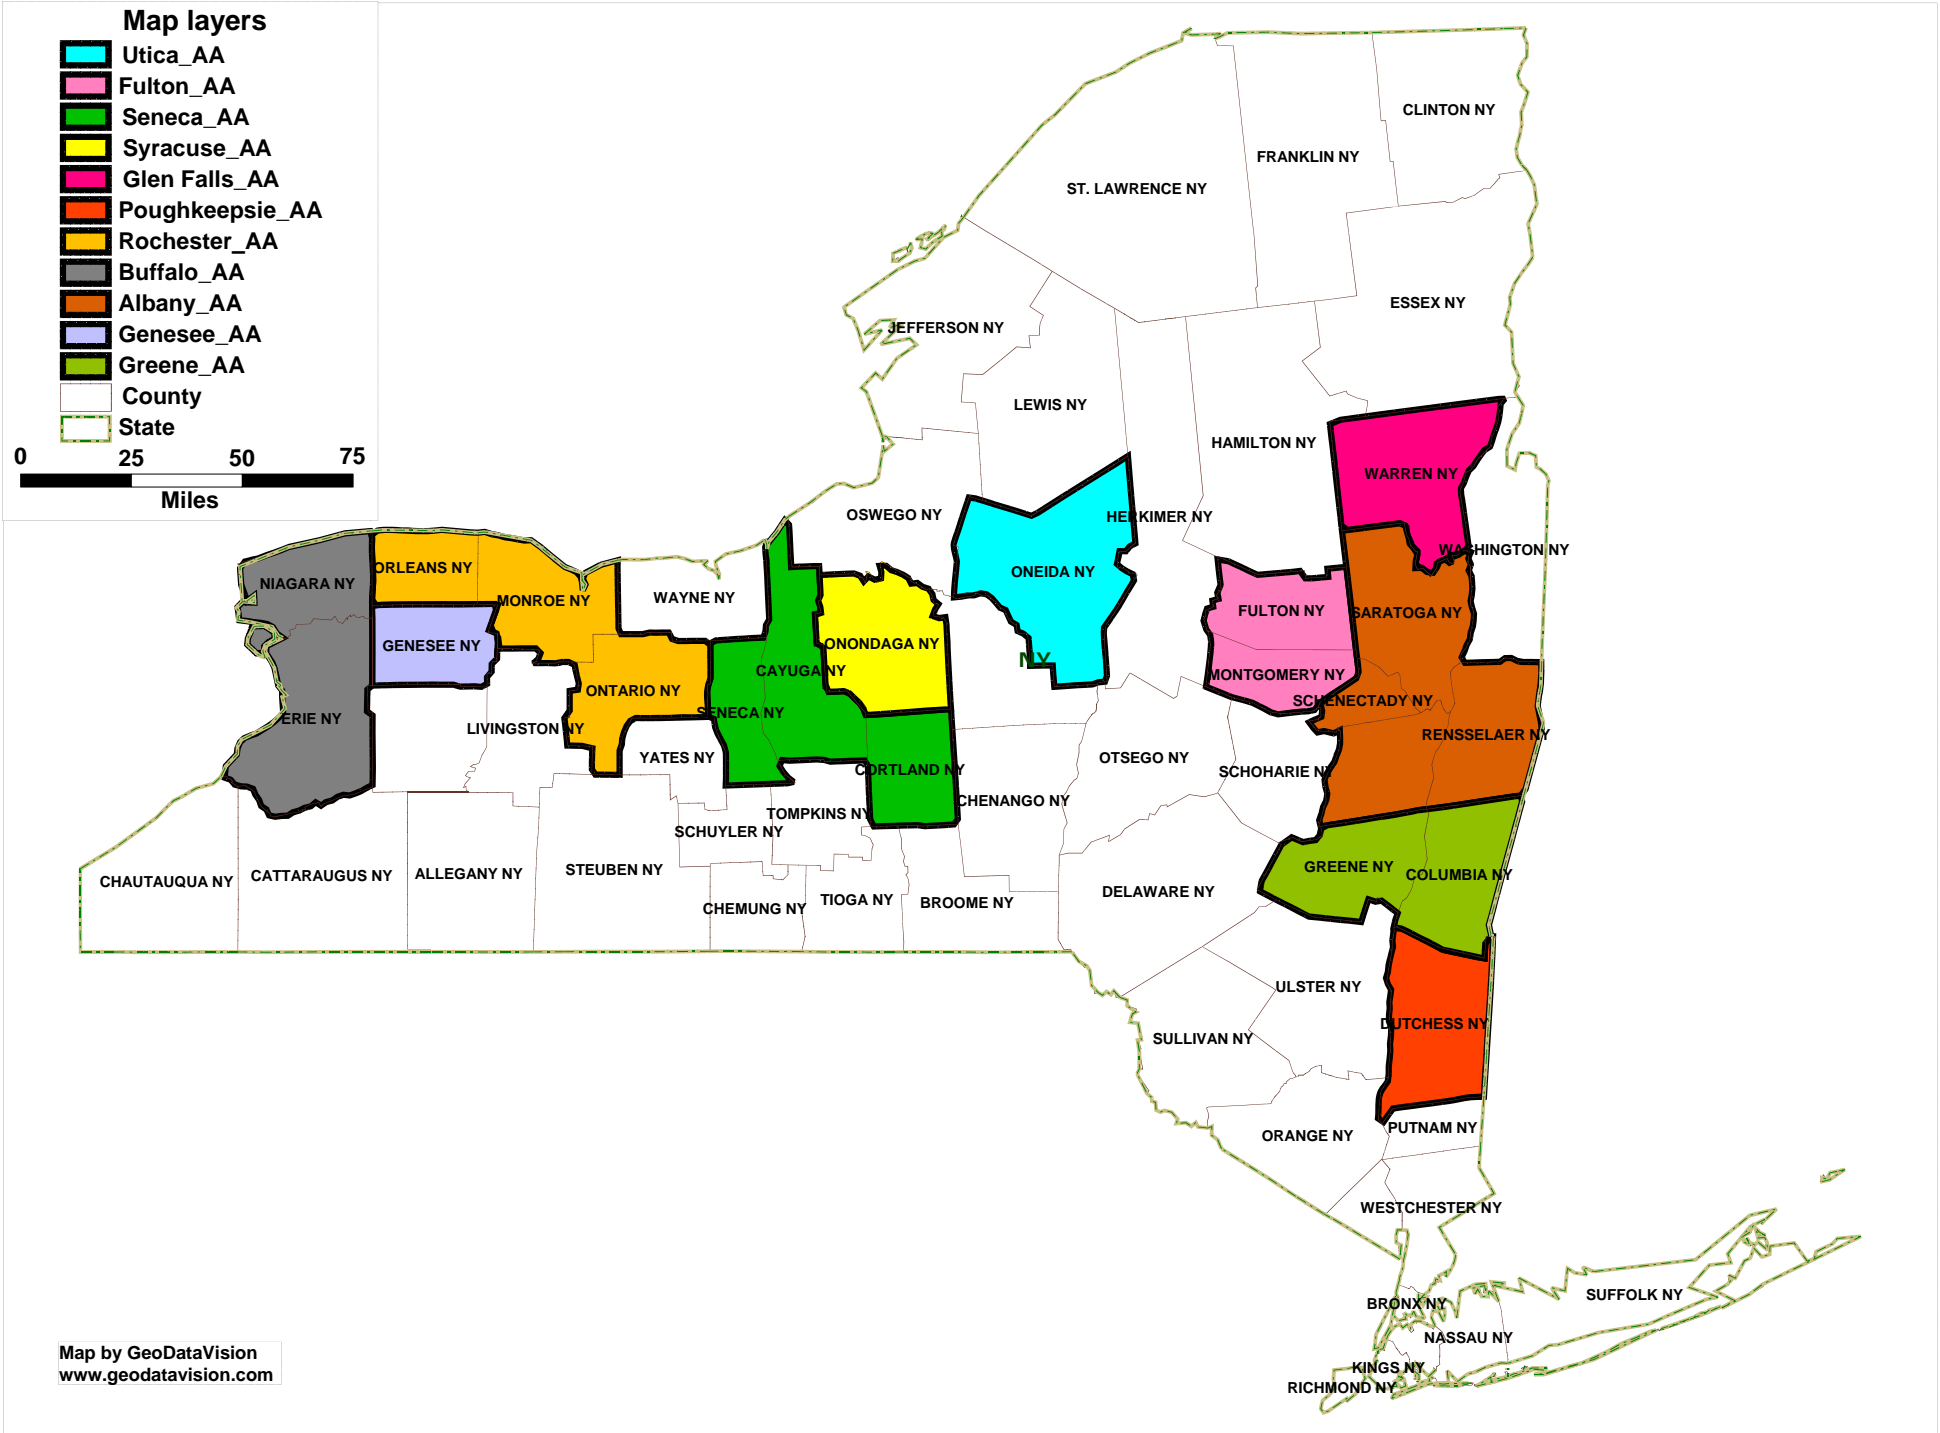 Map layers
Utica_AA
Fulton_AA
Seneca_AA
Syracuse_AA
Glen Falls_AA
Poughkeepsie_AA
Rochester_AA
Buffalo_AA
Albany_AA
Genesee_AA
Greene_AA
County
State
0 25 50 75
Miles
CLINTON NY
FRANKLIN NY
ST. LAWRENCE NY
ESSEX NY
JEFFERSON NY
LEWIS NY
HAMILTON NY
WARREN NY
OSWEGO NY
HERKIMER NY
WASHINGTON NY
ORLEANS NY
ONEIDA NY
NIAGARA NY
WAYNE NY
MONROE NY
FULTON NY
SARATOGA NY
GENESEE NY
ONONDAGA NY
NY
CAYUGA NY
MONTGOMERY NY
ONTARIO NY
SCHENECTADY NY
SENECA NY
ERIE NY
LIVINGSTON NY
RENSSELAER NY
YATES NY
OTSEGO NY
CORTLAND NY
SCHOHARIE NY
CHENANGO NY
TOMPKINS NY
SCHUYLER NY
GREENE NY
STEUBEN NY
ALLEGANY NY
CATTARAUGUS NY
COLUMBIA NY
CHAUTAUQUA NY
DELAWARE NY
TIOGA NY
BROOME NY
CHEMUNG NY
ULSTER NY
DUTCHESS NY
SULLIVAN NY
PUTNAM NY
ORANGE NY
WESTCHESTER NY
SUFFOLK NY
BRONX NY
NASSAU NY
KINGS NY
RICHMOND NY
Map by GeoDataVision
www.geodatavision.com